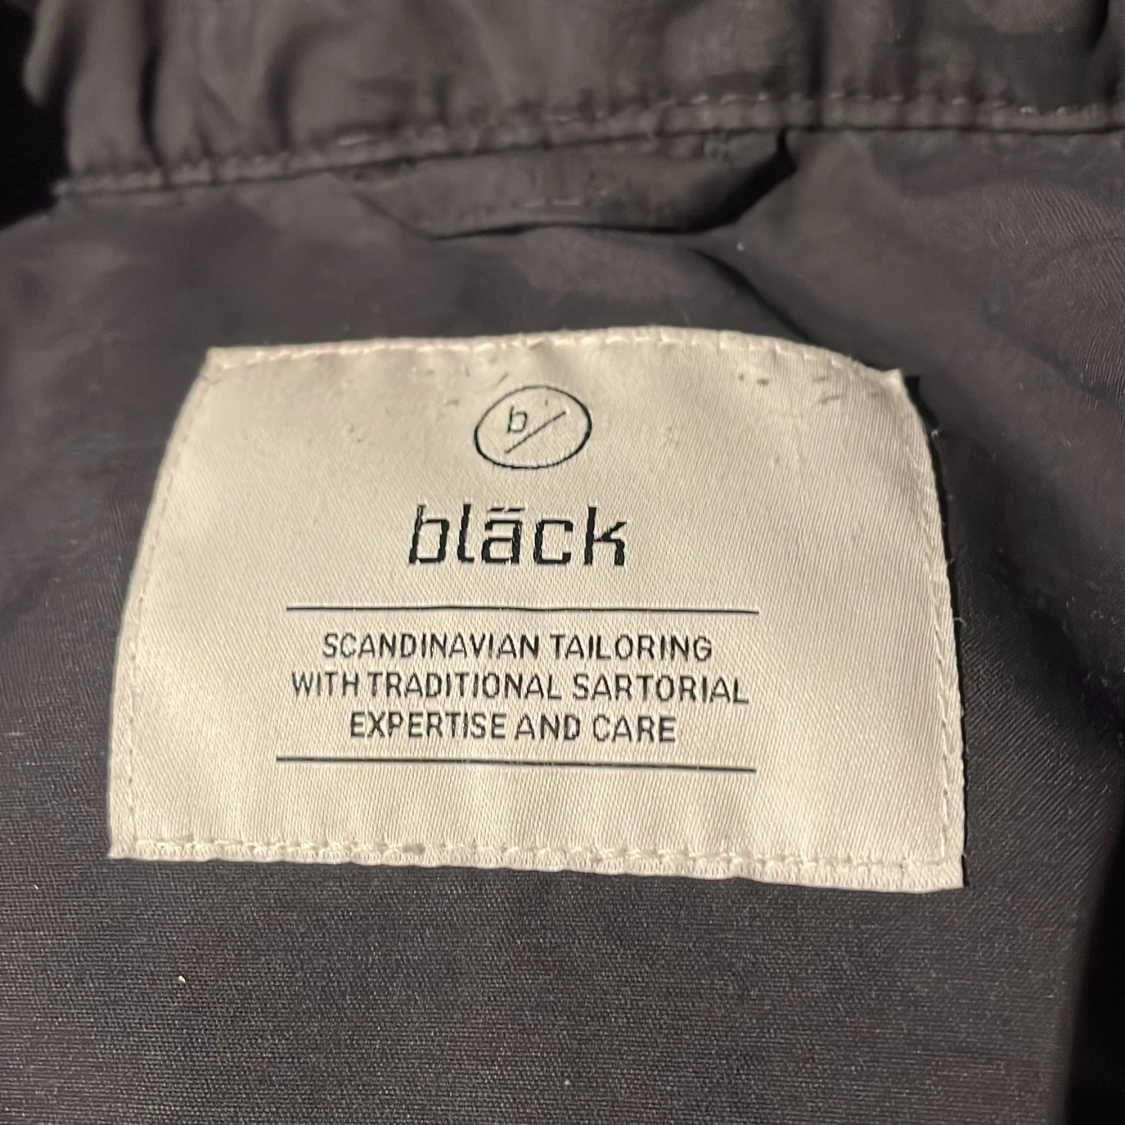 b/
bläck
SCANDINAVIAN TAILORING
WITH TRADITIONAL SARTORIAL
EXPERTISE AND CARE